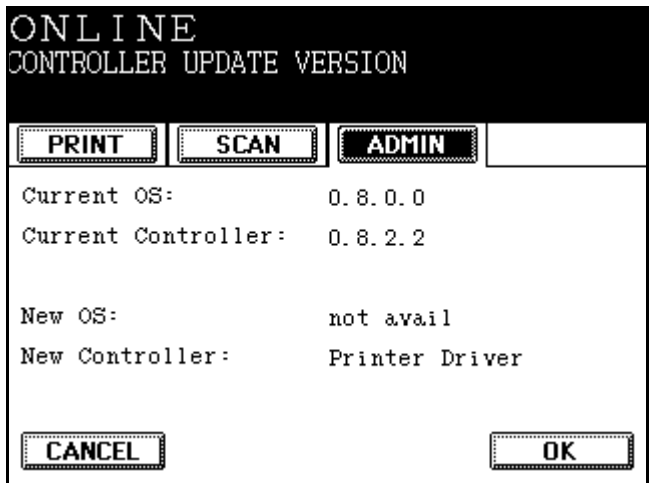 ONLINE
CONTROLLER UPDATE VERSION
PRINT SCAN ADMIN
Current OS: 0.8.0.0
Current Controller: 0.8.2.2
New OS: not avail
New Controller: Printer Driver
CANCEL OK